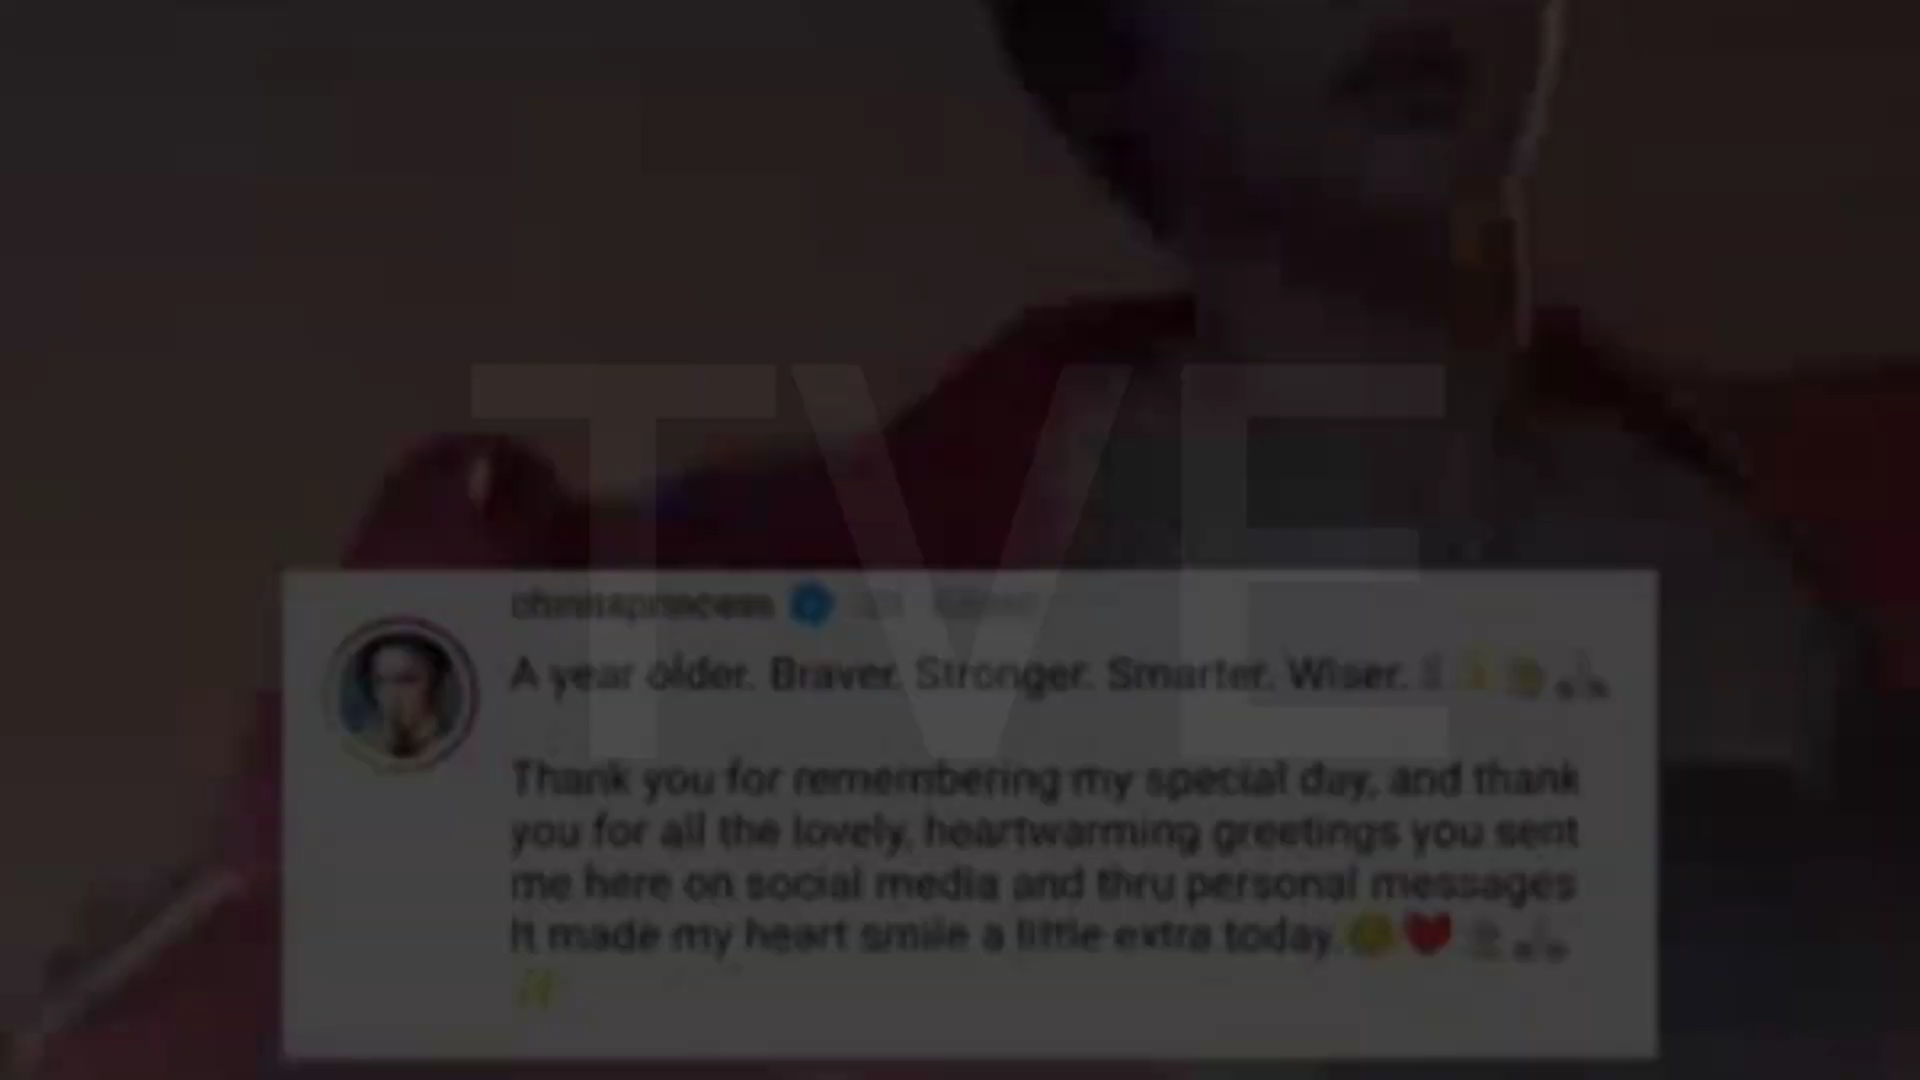 TVE
A year older. Braver. Stronger. Smarter. Wiser.
Thank you for remembering my special day, and thank
you for all the lovely, heartwarming greetings you sent
me here on social media and thru personal messages
It made my heart smile a little extra today.